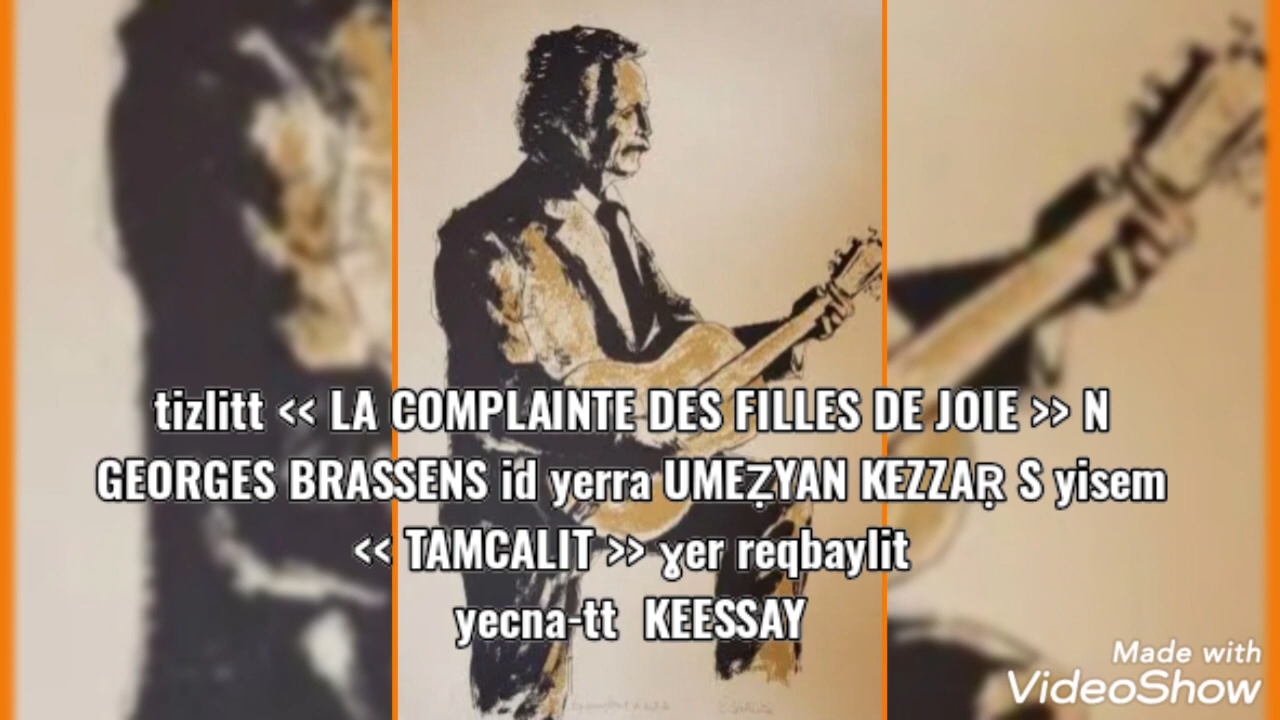 tizlitt << LA COMPLAINTE DES FILLES DE JOIE >> N
GEORGES BRASSENS id yerra UMEẒYAN KEZZAṚ S yisem
<< TAMCALIT >> ɣer reqbaylit
yecna-tt KEESSAY
Made with
VideoShow